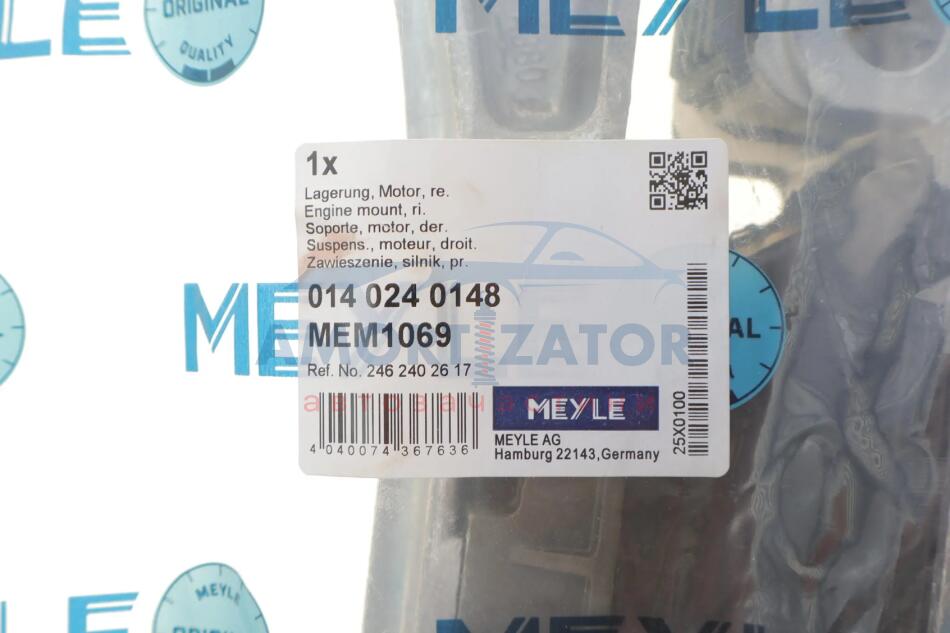 ORIGINAL
QUALITY
MEYLE
1x
Lagerung, Motor, re.
Engine mount, ri.
Soporte, motor, der.
Suspens., moteur, droit.
Zawieszenie, silnik, pr.
014 024 0148
MEM1069
Ref. No. 246 240 26 17
AMORTIZATOR
автозапчастини
MEYLE
MEYLE AG
Hamburg 22143,Germany
4 040074 367636
25X0100
MEYLE
MEYLE